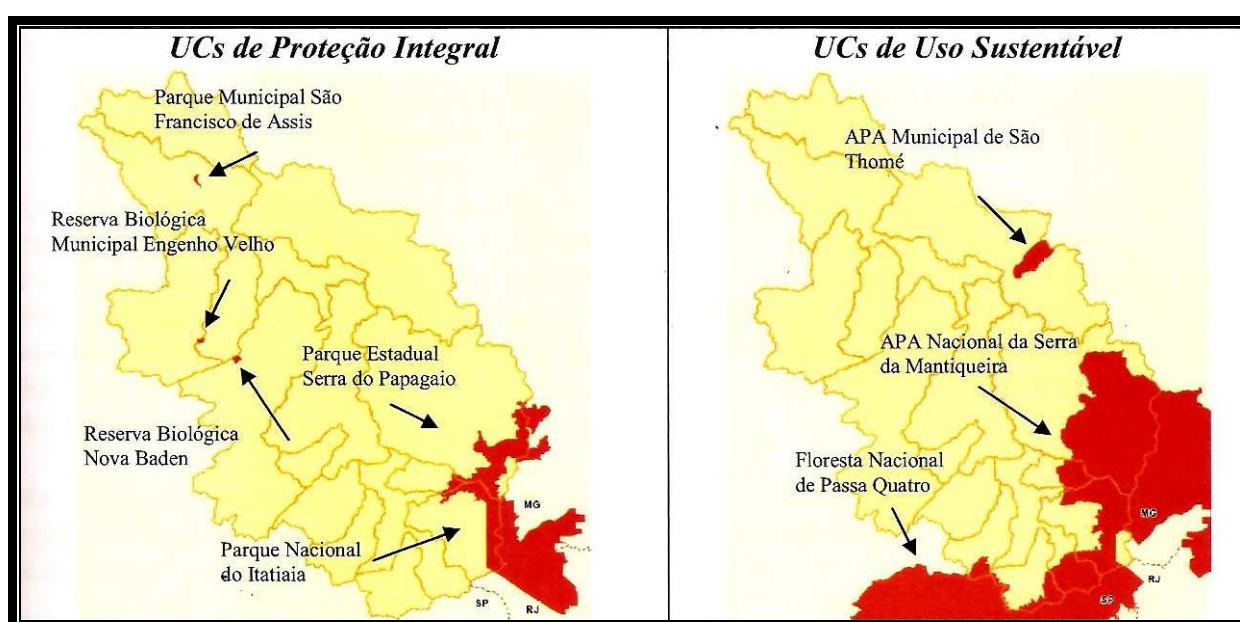 UCs de Proteção Integral
Parque Municipal São
Francisco de Assis
Reserva Biológica
Municipal Engenho Velho
Parque Estadual
Serra do Papagaio
Reserva Biológica
Nova Baden
Parque Nacional
do Itatiaia
MG
SP
RJ
UCs de Uso Sustentável
APA Municipal de São
Thomé
APA Nacional da Serra
da Mantiqueira
Floresta Nacional
de Passa Quatro
MG
RJ
SP